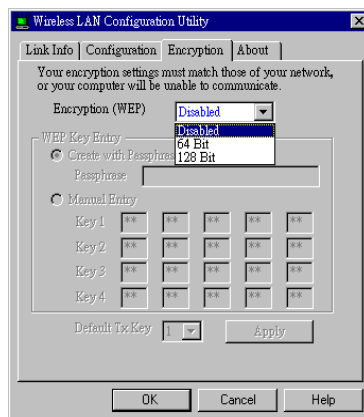 Wireless LAN Configuration Utility
Link Info Configuration Encryption About
Your encryption settings must match those of your network,
or your computer will be unable to communicate.
Encryption (WEP) Disabled
Disabled
64 Bit
128 Bit
WEP Key Entry
Create with Passphrase
Passphrase
Manual Entry
Key 1 ** ** ** ** **
Key 2 ** ** ** ** **
Key 3 ** ** ** ** **
Key 4 ** ** ** ** **
Default Tx Key 1 Apply
OK Cancel Help